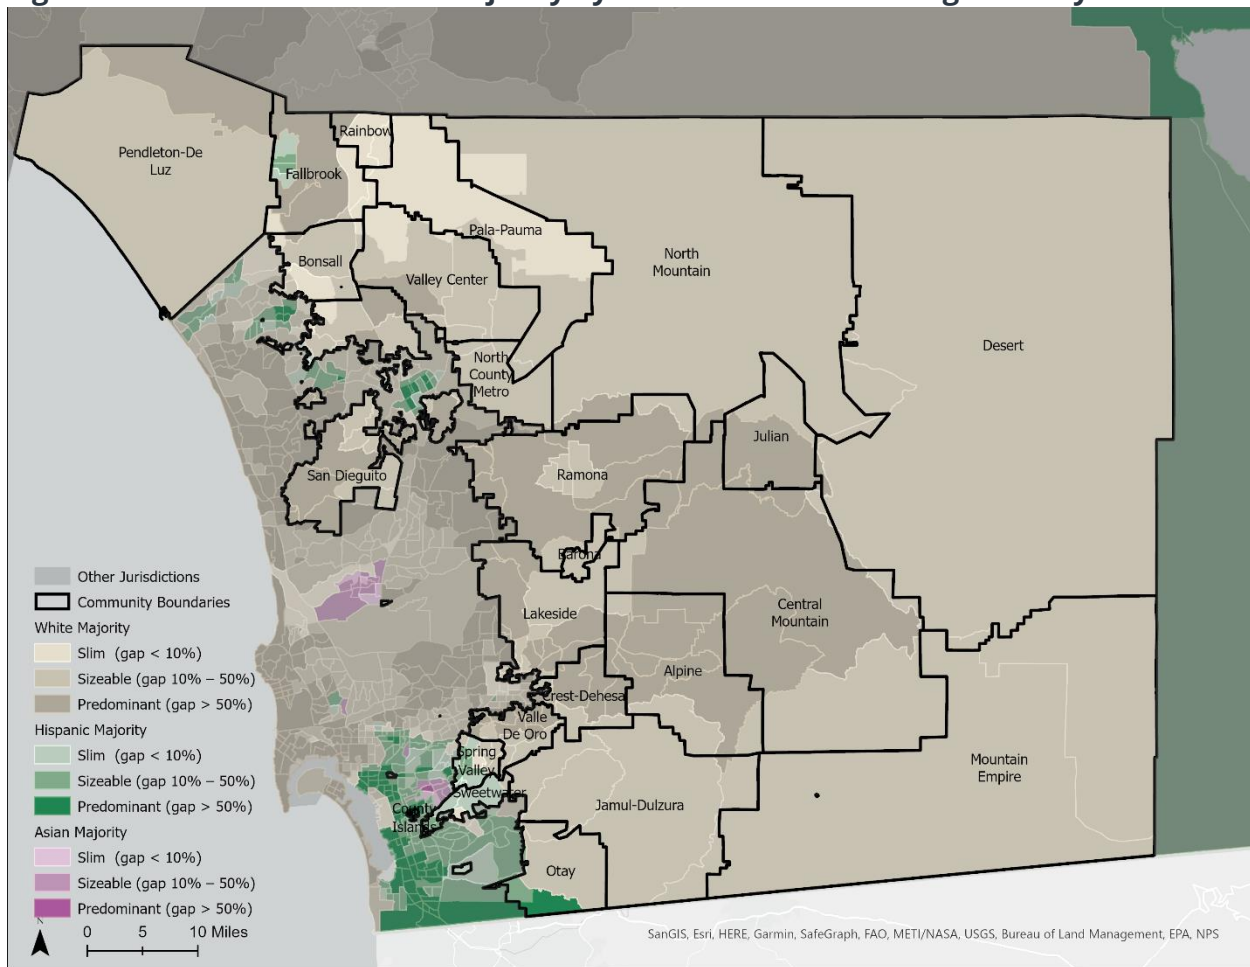 Pendleton-De
Luz
Rainbow
Fallbrook
Pala-Pauma
Bonsall
Valley Center
North
Mountain
Desert
North
County
Metro
Julian
San Dieguito
Ramona
Barona
Lakeside
Central
Mountain
Alpine
Crest-Dehesa
Valle
De Oro
Spring
Valley
Sweetwater
County
Islands
Jamul-Dulzura
Mountain
Empire
Otay
Other Jurisdictions
Community Boundaries
White Majority
Slim (gap < 10%)
Sizeable (gap 10% – 50%)
Predominant (gap > 50%)
Hispanic Majority
Slim (gap < 10%)
Sizeable (gap 10% – 50%)
Predominant (gap > 50%)
Asian Majority
Slim (gap < 10%)
Sizeable (gap 10% – 50%)
Predominant (gap > 50%)
N
0 5 10 Miles
SanGIS, Esri, HERE, Garmin, SafeGraph, FAO, METI/NASA, USGS, Bureau of Land Management, EPA, NPS